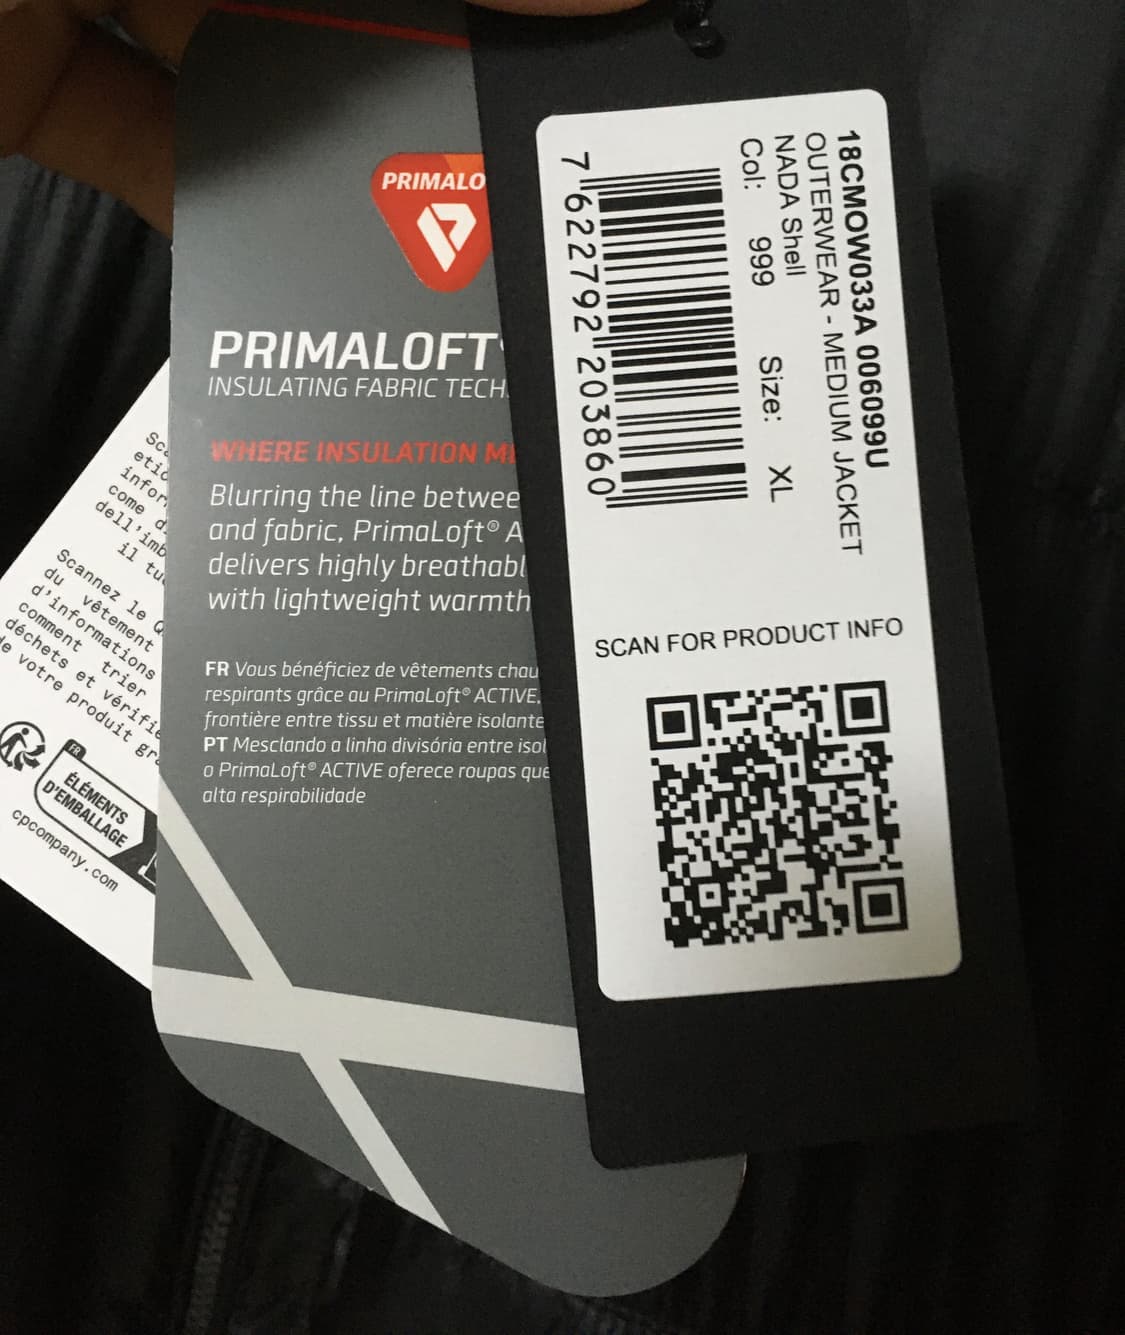 PRIMALO
PRIMALOFT
INSULATING FABRIC TECH
WHERE INSULATION
Blurring the line betwee
and fabric, PrimaLoft® A
delivers highly breathabl
with lightweight warmth
FR Vous bénéficiez de vêtements chau
respirants grâce au PrimaLoft® ACTIVE.
frontière entre tissu et matière isolante
PT Mesclando a linha divisória entre isol
o PrimaLoft® ACTIVE oferece roupas que
alta respirabilidade
18CMOW033A 006099U
OUTERWEAR - MEDIUM JACKET
NADA Shell
Col: 999 Size: XL
7 622792 203860
SCAN FOR PRODUCT INFO
etic
infor
come d
dell'imb
il tu
Scannez le Q
du vêtement
d'informations
comment trier
déchets et vérifie
de votre produit gr
FR
ÉLÉMENTS
D'EMBALLAGE
cpcompany.com